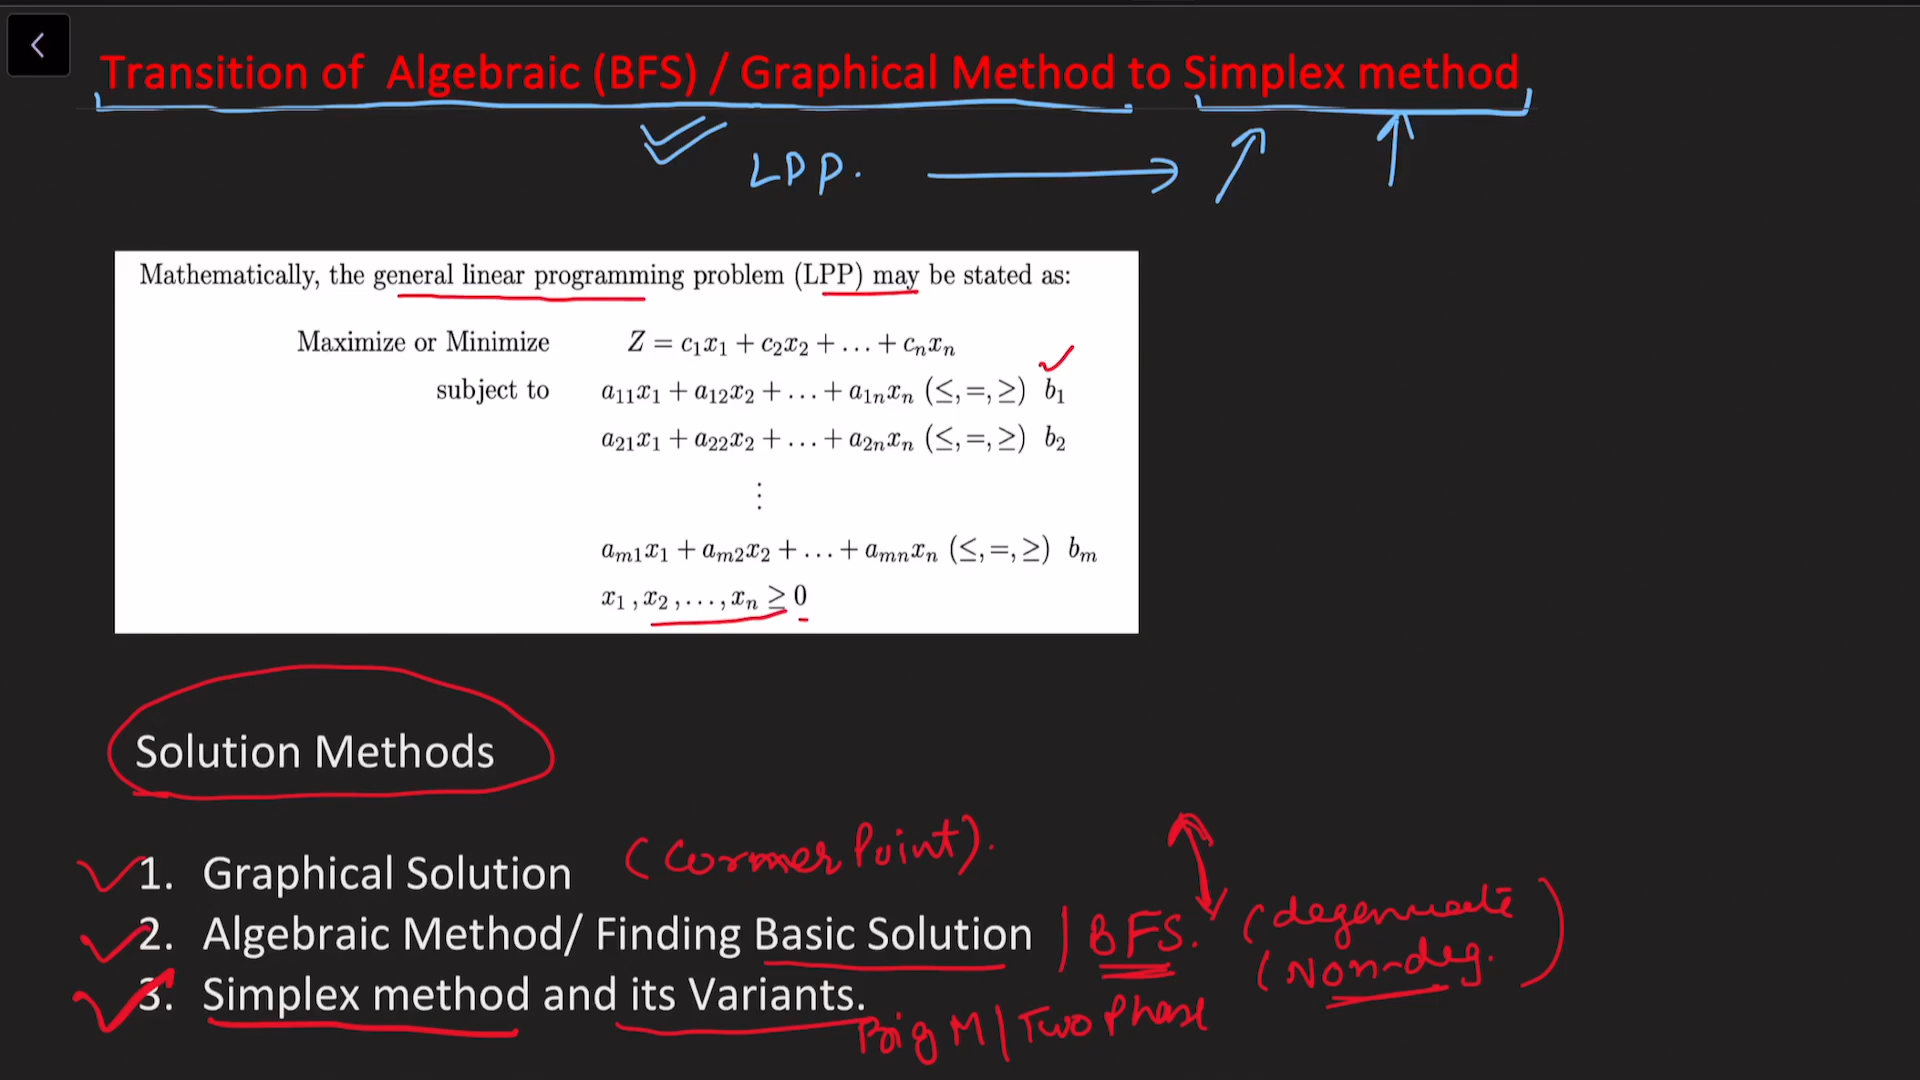 Transition of Algebraic (BFS) / Graphical Method to Simplex method
LPP.
Mathematically, the general linear programming problem (LPP) may be stated as:
Maximize or Minimize Z = c₁x₁ + c₂x₂ + … + cₙxₙ
subject to a₁₁x₁ + a₁₂x₂ + … + a₁ₙxₙ (≤, =, ≥) b₁
a₂₁x₁ + a₂₂x₂ + … + a₂ₙxₙ (≤, =, ≥) b₂
⋮
aₘ₁x₁ + aₘ₂x₂ + … + aₘₙxₙ (≤, =, ≥) bₘ
x₁, x₂, …, xₙ ≥ 0
Solution Methods
1. Graphical Solution (Corner Point).
2. Algebraic Method/ Finding Basic Solution | BFS. (degenerate
(Non-deg. )
3. Simplex method and its Variants.
Big M | Two Phase